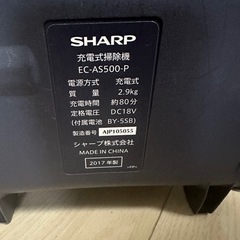 SHARP
充電式掃除機
EC-AS500-P
電源方式 充電式
質量 2.9kg
充電時間 約80分
定格電圧 DC18V
(付属電池 BY-5SB)
製造番号 AJP105055
シャープ株式会社
MADE IN CHINA
2017年製